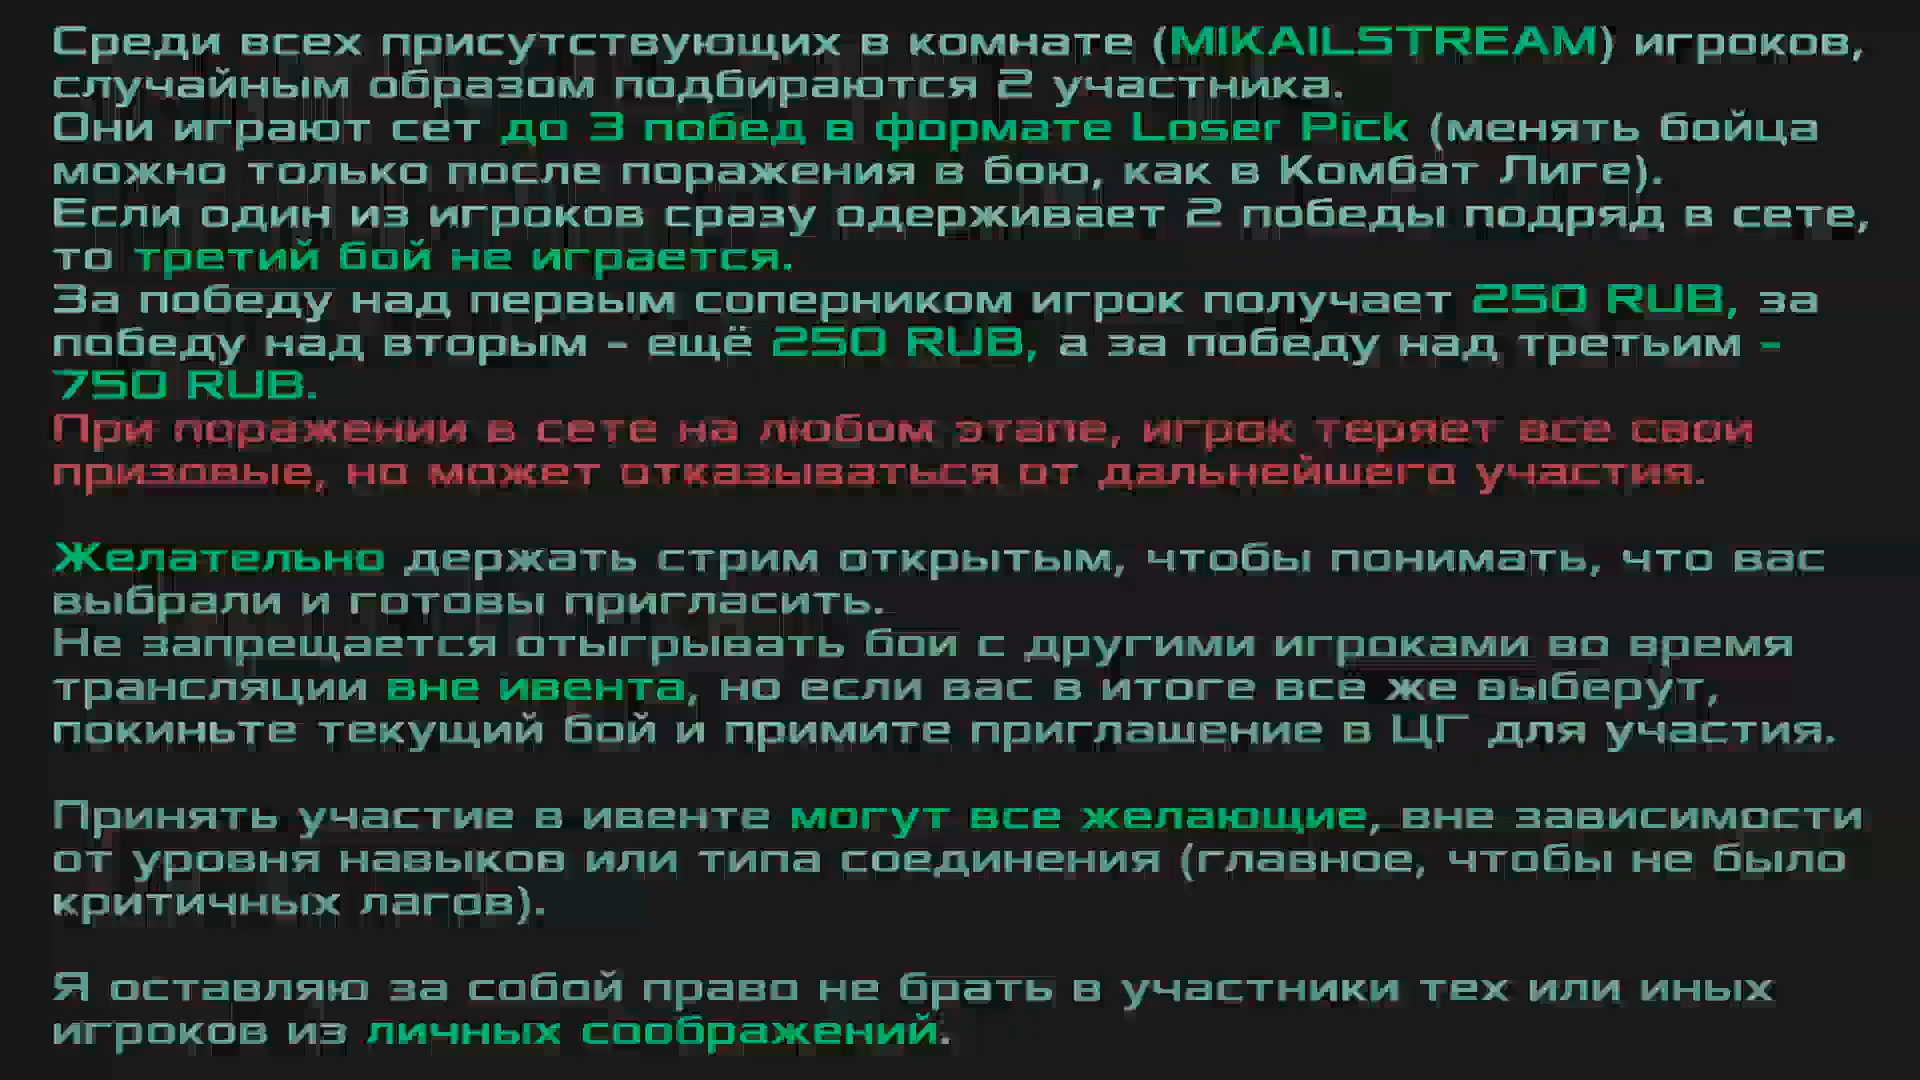 Среди всех присутствующих в комнате (MIKAILSTREAM) игроков,
случайным образом подбираются 2 участника.
Они играют сет до 3 побед в формате Loser Pick (менять бойца
можно только после поражения в бою, как в Комбат Лиге).
Если один из игроков сразу одерживает 2 победы подряд в сете,
то третий бой не играется.
За победу над первым соперником игрок получает 250 RUB, за
победу над вторым - ещё 250 RUB, а за победу над третьим -
750 RUB.
При поражении в сете на любом этапе, игрок теряет все свои
призовые, но может отказываться от дальнейшего участия.
Желательно держать стрим открытым, чтобы понимать, что вас
выбрали и готовы пригласить.
Не запрещается отыгрывать бои с другими игроками во время
трансляции вне ивента, но если вас в итоге всё же выберут,
покиньте текущий бой и примите приглашение в ЦГ для участия.
Принять участие в ивенте могут все желающие, вне зависимости
от уровня навыков или типа соединения (главное, чтобы не было
критичных лагов).
Я оставляю за собой право не брать в участники тех или иных
игроков из личных соображений.